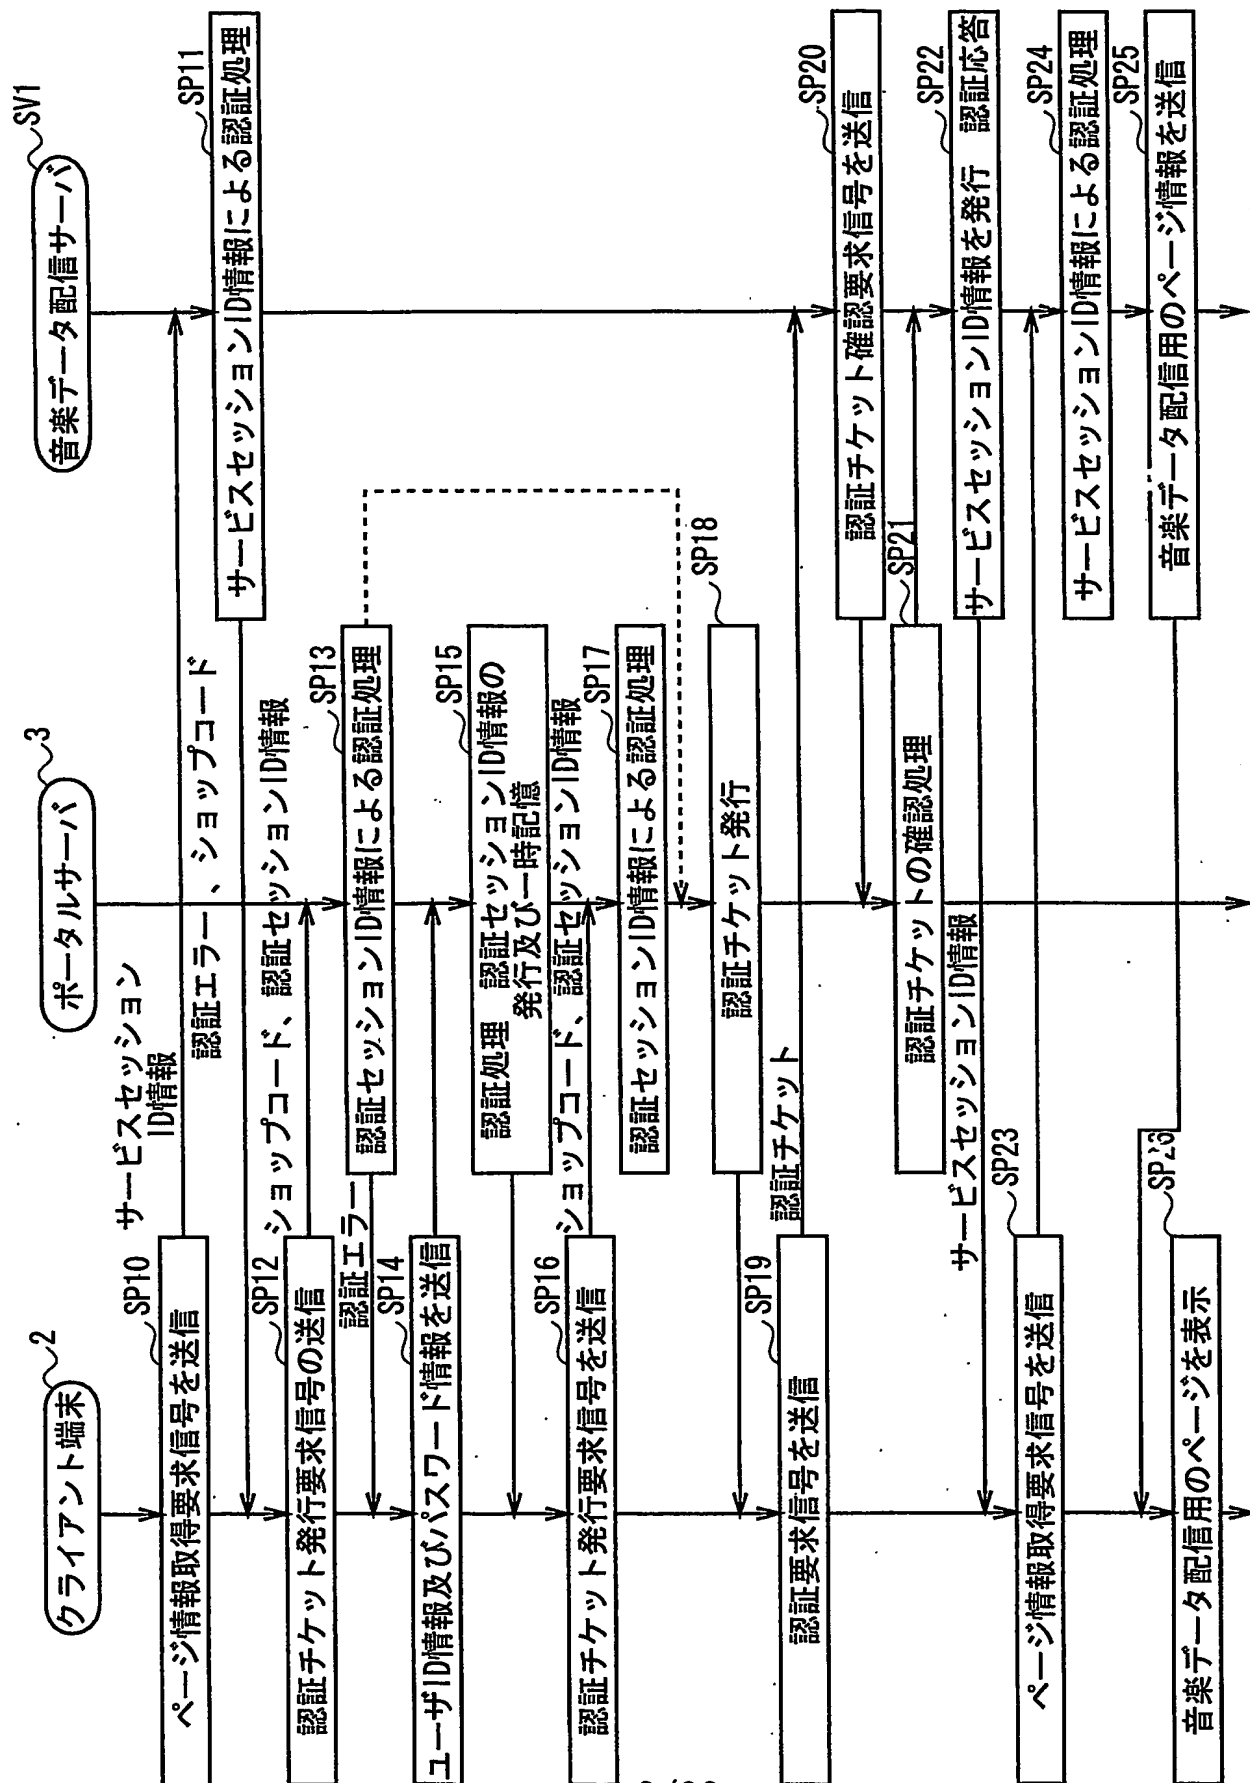 クライアント端末
2
ポータルサーバ
3
音楽データ配信サーバ
SV1
SP10
ページ情報取得要求信号を送信
サービスセッション
ID情報
SP11
サービスセッションID情報による認証処理
認証エラー、ショップコード
SP12
認証チケット発行要求信号の送信
ショップコード、認証セッションID情報
SP13
認証セッションID情報による認証処理
認証エラー
SP14
ユーザID情報及びパスワード情報を送信
SP15
認証処理 認証セッションID情報の
発行及び一時記憶
SP16
認証チケット発行要求信号を送信
ショップコード、認証セッションID情報
SP17
認証セッションID情報による認証処理
SP18
認証チケット発行
SP19
認証要求信号を送信
認証チケット
SP20
認証チケット確認要求信号を送信
SP21
認証チケットの確認処理
SP22
サービスセッションID情報を発行 認証応答
サービスセッションID情報
SP23
ページ情報取得要求信号を送信
SP24
サービスセッションID情報による認証処理
SP25
音楽データ配信用のページ情報を送信
SP26
音楽データ配信用のページを表示